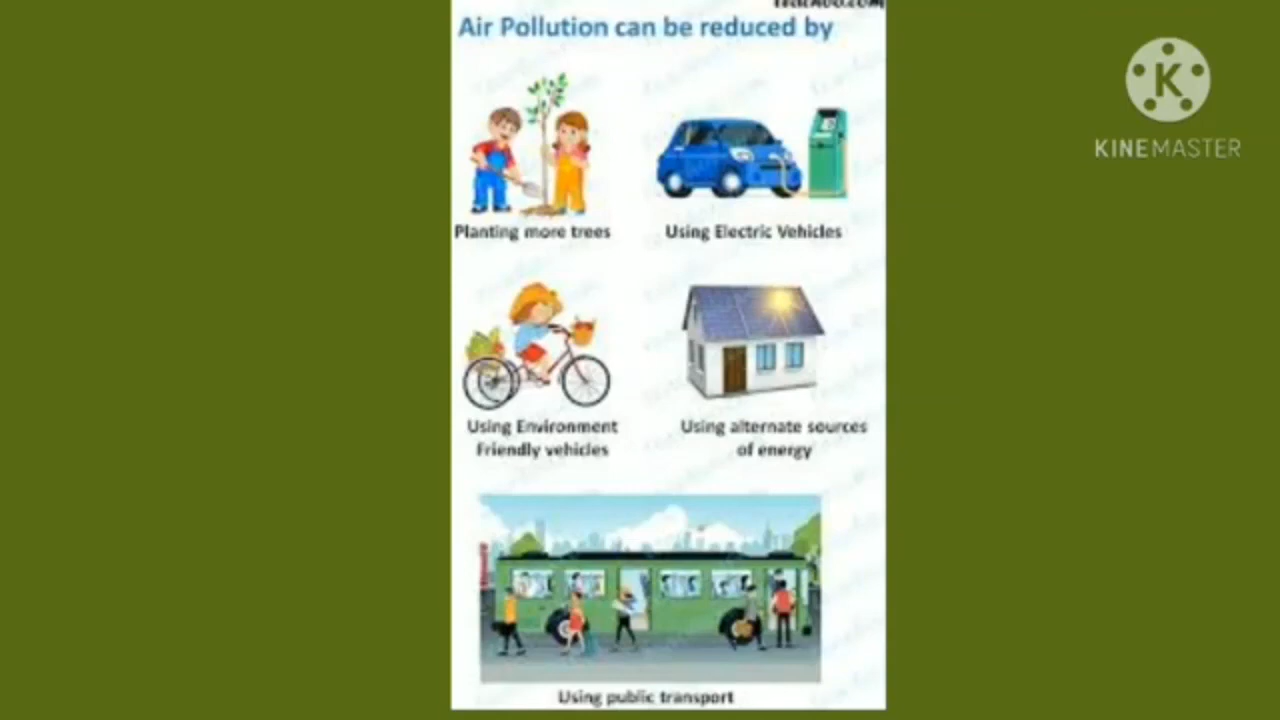 Air Pollution can be reduced by
K
KINEMASTER
Planting more trees
Using Electric Vehicles
Using Environment
Friendly vehicles
Using alternate sources
of energy
Using public transport